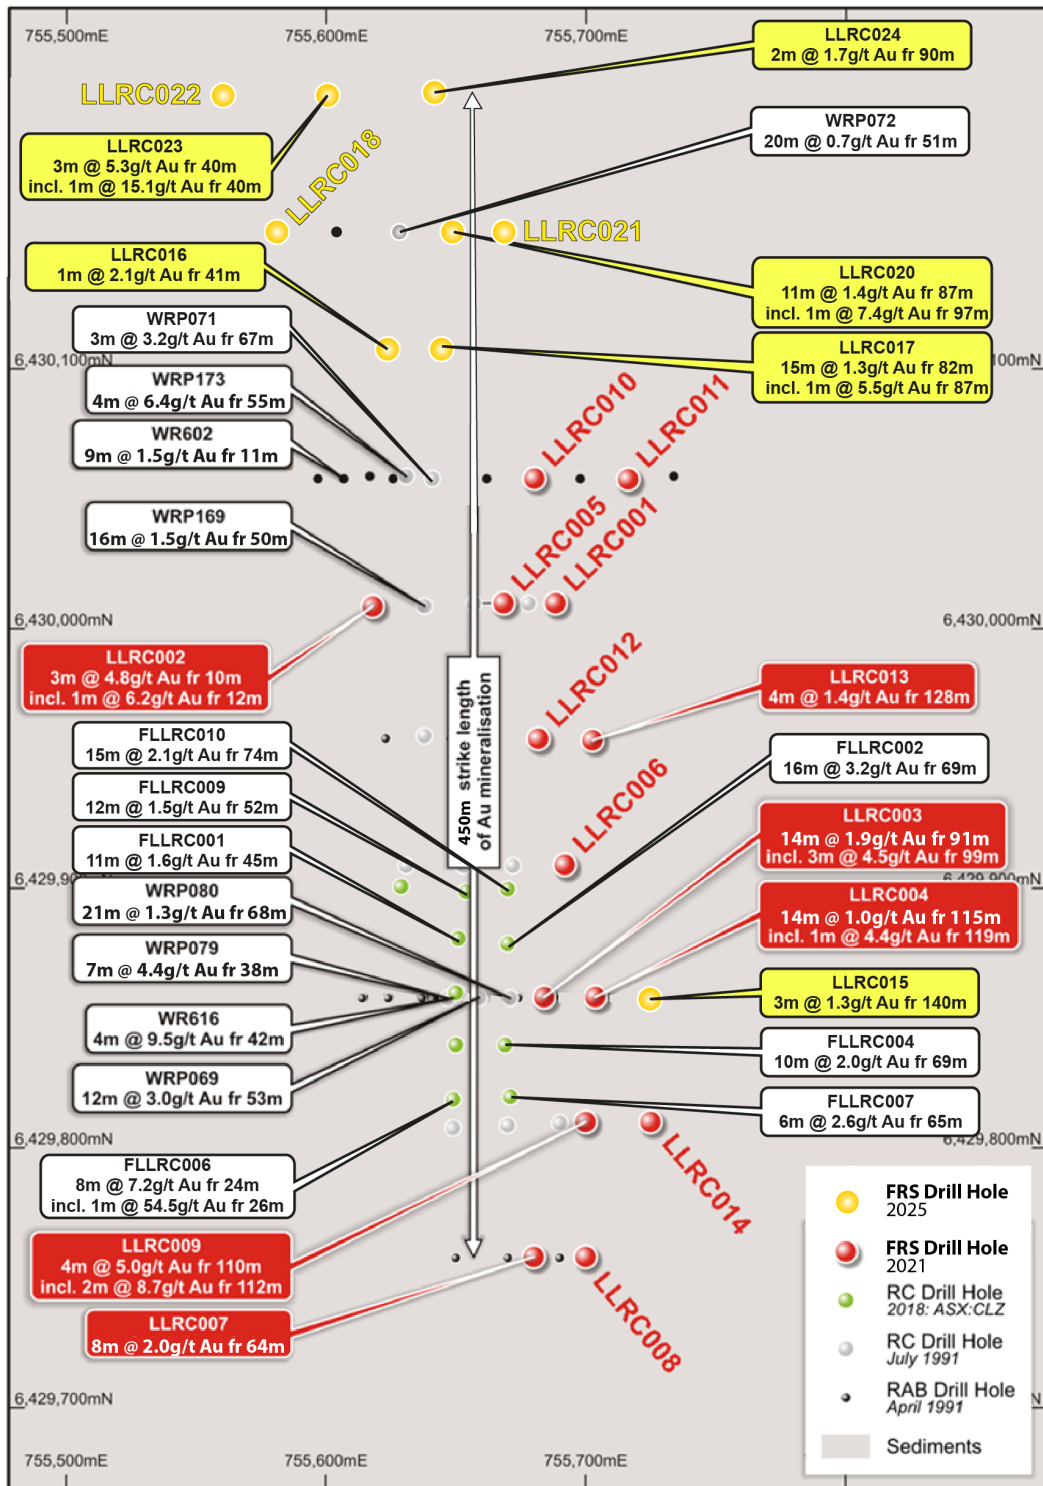 755,500mE
755,600mE
755,700mE
LLRC024
2m @ 1.7g/t Au fr 90m
LLRC022
WRP072
20m @ 0.7g/t Au fr 51m
LLRC023
3m @ 5.3g/t Au fr 40m
incl. 1m @ 15.1g/t Au fr 40m
LLRC018
LLRC021
LLRC016
1m @ 2.1g/t Au fr 41m
LLRC020
11m @ 1.4g/t Au fr 87m
incl. 1m @ 7.4g/t Au fr 97m
WRP071
3m @ 3.2g/t Au fr 67m
LLRC017
15m @ 1.3g/t Au fr 82m
incl. 1m @ 5.5g/t Au fr 87m
6,430,100mN
100mN
WRP173
4m @ 6.4g/t Au fr 55m
LLRC010
LLRC011
WR602
9m @ 1.5g/t Au fr 11m
WRP169
16m @ 1.5g/t Au fr 50m
LLRC005
LLRC001
6,430,000mN
6,430,000mN
LLRC002
3m @ 4.8g/t Au fr 10m
incl. 1m @ 6.2g/t Au fr 12m
LLRC012
LLRC013
4m @ 1.4g/t Au fr 128m
450m strike length
of Au mineralisation
FLLRC010
15m @ 2.1g/t Au fr 74m
FLLRC002
16m @ 3.2g/t Au fr 69m
FLLRC009
12m @ 1.5g/t Au fr 52m
LLRC006
LLRC003
14m @ 1.9g/t Au fr 91m
incl. 3m @ 4.5g/t Au fr 99m
FLLRC001
11m @ 1.6g/t Au fr 45m
6,429,900mN
6,429,900mN
WRP080
21m @ 1.3g/t Au fr 68m
LLRC004
14m @ 1.0g/t Au fr 115m
incl. 1m @ 4.4g/t Au fr 119m
WRP079
7m @ 4.4g/t Au fr 38m
LLRC015
3m @ 1.3g/t Au fr 140m
WR616
4m @ 9.5g/t Au fr 42m
FLLRC004
10m @ 2.0g/t Au fr 69m
WRP069
12m @ 3.0g/t Au fr 53m
FLLRC007
6m @ 2.6g/t Au fr 65m
6,429,800mN
6,429,800mN
FLLRC006
8m @ 7.2g/t Au fr 24m
incl. 1m @ 54.5g/t Au fr 26m
LLRC014
LLRC009
4m @ 5.0g/t Au fr 110m
incl. 2m @ 8.7g/t Au fr 112m
LLRC007
8m @ 2.0g/t Au fr 64m
LLRC008
FRS Drill Hole
2025
FRS Drill Hole
2021
RC Drill Hole
2018: ASX:CLZ
RC Drill Hole
July 1991
RAB Drill Hole
April 1991
Sediments
6,429,700mN
755,500mE
755,600mE
755,700mE